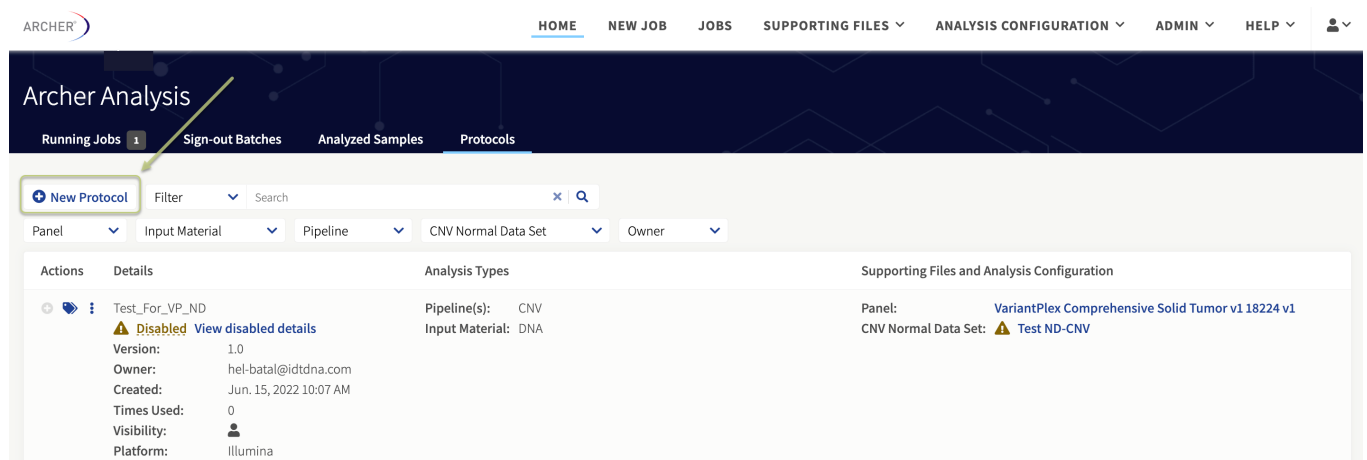 ARCHER® HOME NEW JOB JOBS SUPPORTING FILES ANALYSIS CONFIGURATION ADMIN HELP
Archer Analysis
Running Jobs 1 Sign-out Batches Analyzed Samples Protocols
New Protocol Filter Search
Panel Input Material Pipeline CNV Normal Data Set Owner
Actions Details Analysis Types Supporting Files and Analysis Configuration
Test_For_VP_ND Pipeline(s): CNV Panel: VariantPlex Comprehensive Solid Tumor v1 18224 v1
Disabled View disabled details Input Material: DNA CNV Normal Data Set: Test ND-CNV
Version: 1.0
Owner: hel-batal@idtdna.com
Created: Jun. 15, 2022 10:07 AM
Times Used: 0
Visibility:
Platform: Illumina